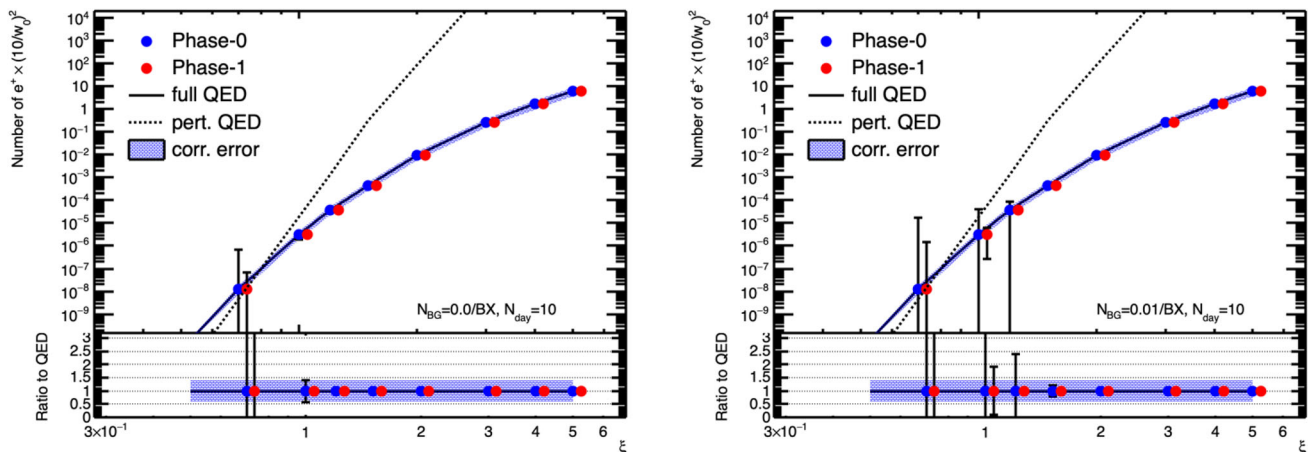 Number of e⁺ × (10/w₀)²
10⁴
10³
10²
10
1
10⁻¹
10⁻²
10⁻³
10⁻⁴
10⁻⁵
10⁻⁶
10⁻⁷
10⁻⁸
10⁻⁹
Phase-0
Phase-1
full QED
pert. QED
corr. error
N_BG=0.0/BX, N_day=10
Ratio to QED
3
2.5
2
1.5
1
0.5
0
3×10⁻¹ 1 2 3 4 5 6
ξ
Number of e⁺ × (10/w₀)²
10⁴
10³
10²
10
1
10⁻¹
10⁻²
10⁻³
10⁻⁴
10⁻⁵
10⁻⁶
10⁻⁷
10⁻⁸
10⁻⁹
Phase-0
Phase-1
full QED
pert. QED
corr. error
N_BG=0.01/BX, N_day=10
Ratio to QED
3
2.5
2
1.5
1
0.5
0
3×10⁻¹ 1 2 3 4 5 6
ξ